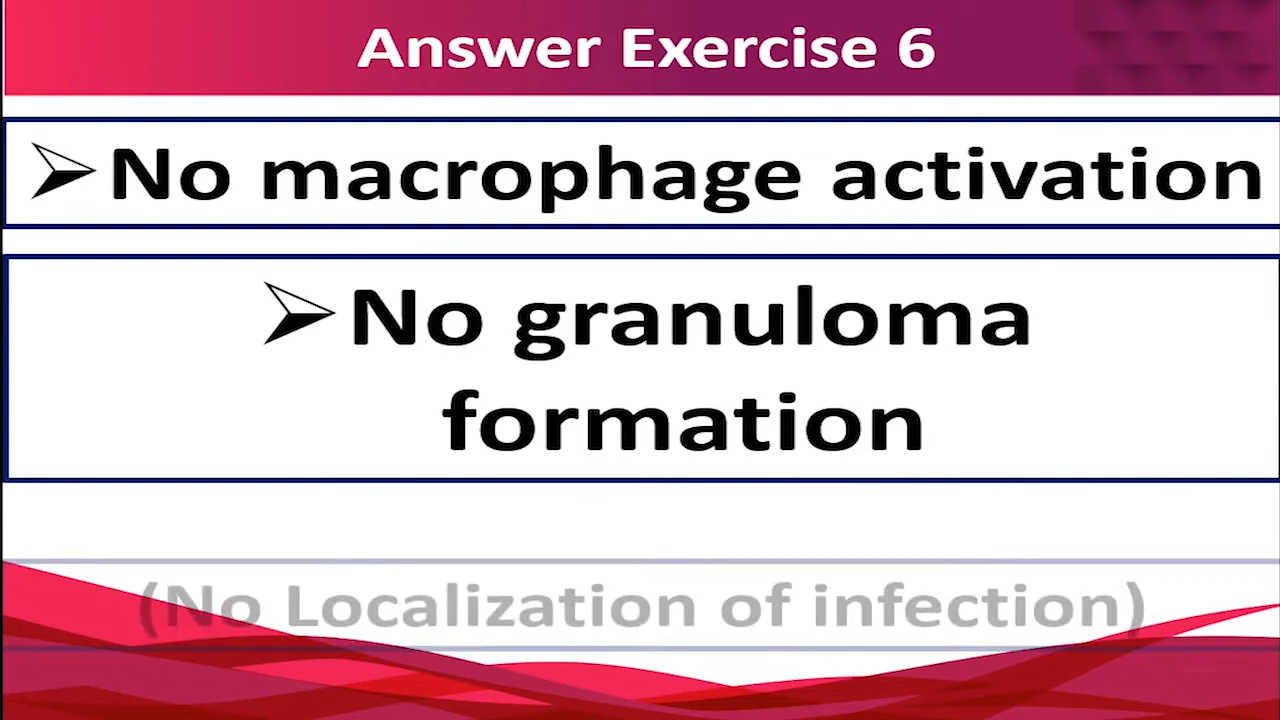 Answer Exercise 6
➢No macrophage activation
➢No granuloma
formation
(No Localization of infection)